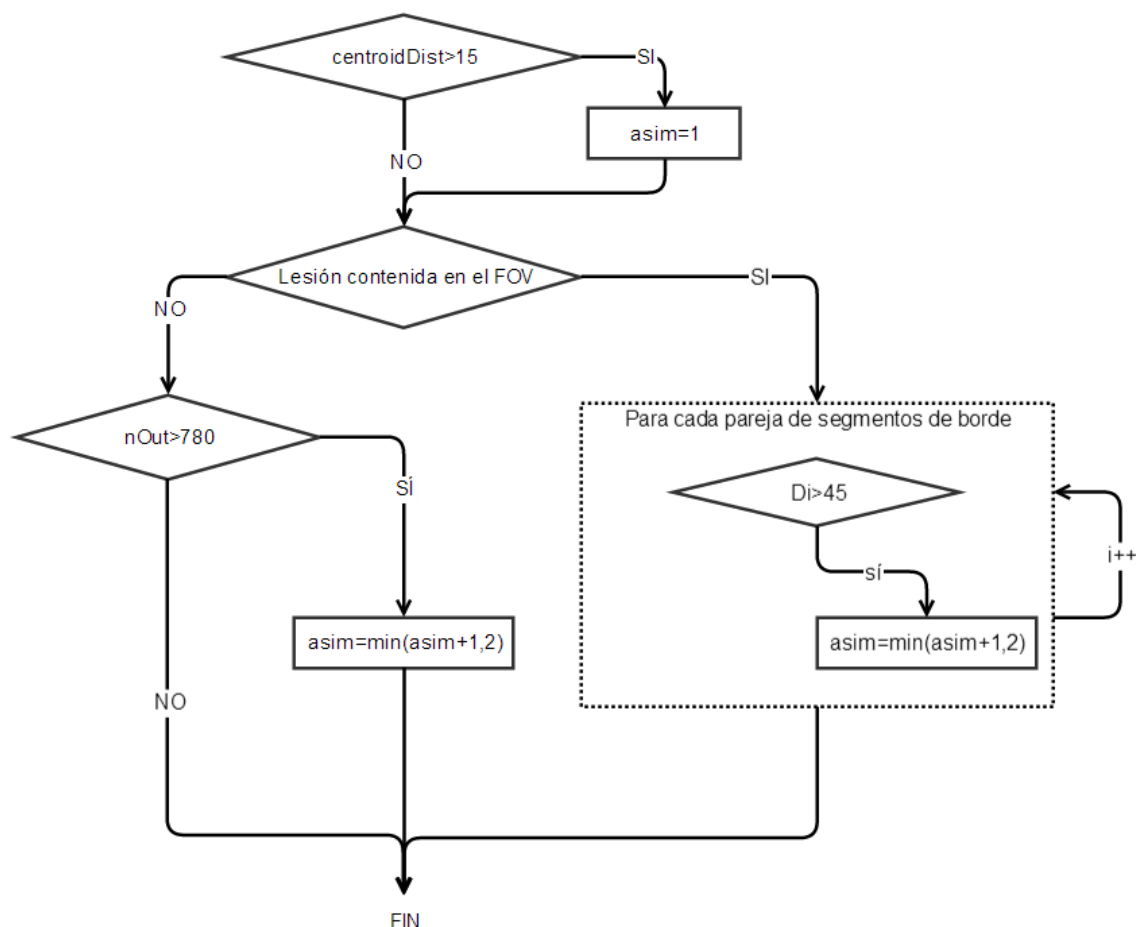 centroidDist>15
SI
asim=1
NO
Lesión contenida en el FOV
NO
SI
nOut>780
SÍ
NO
asim=min(asim+1,2)
Para cada pareja de segmentos de borde
Di>45
sí
asim=min(asim+1,2)
i++
FIN